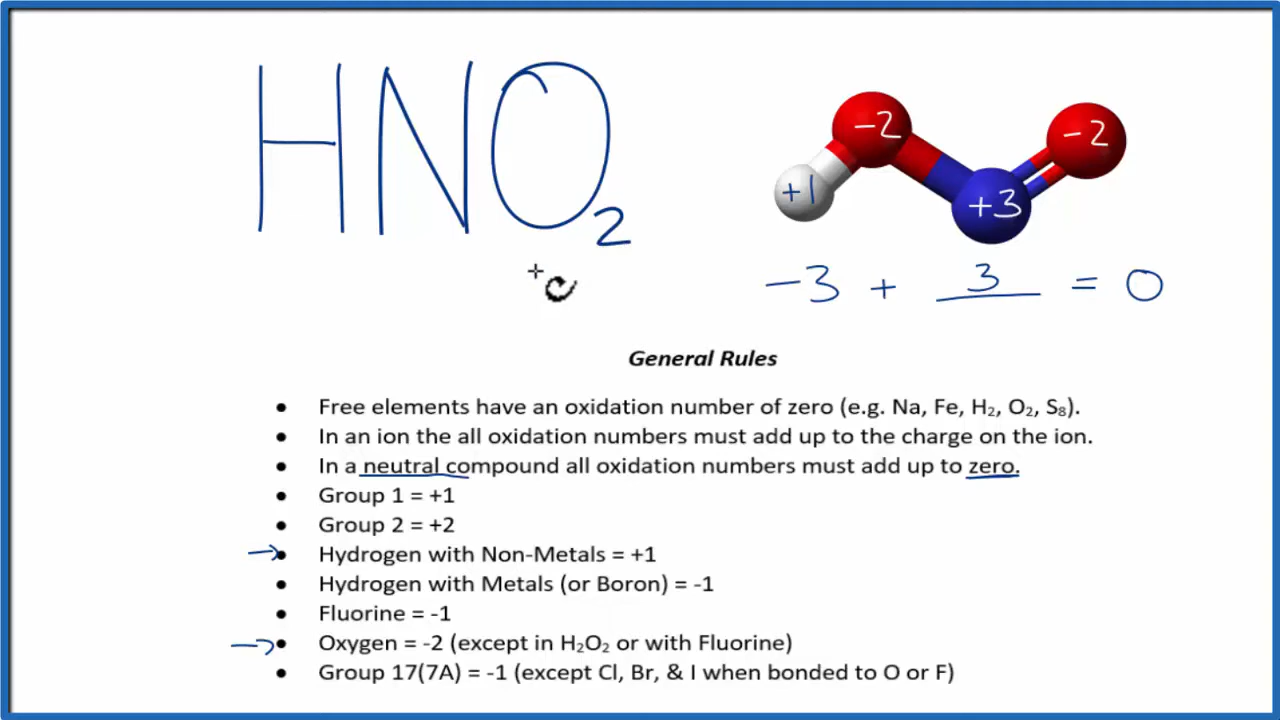 HNO₂
-2 -2
+1 +3
-3 + 3 = 0
General Rules
• Free elements have an oxidation number of zero (e.g. Na, Fe, H₂, O₂, S₈).
• In an ion the all oxidation numbers must add up to the charge on the ion.
• In a neutral compound all oxidation numbers must add up to zero.
• Group 1 = +1
• Group 2 = +2
• Hydrogen with Non-Metals = +1
• Hydrogen with Metals (or Boron) = -1
• Fluorine = -1
• Oxygen = -2 (except in H₂O₂ or with Fluorine)
• Group 17(7A) = -1 (except Cl, Br, & I when bonded to O or F)